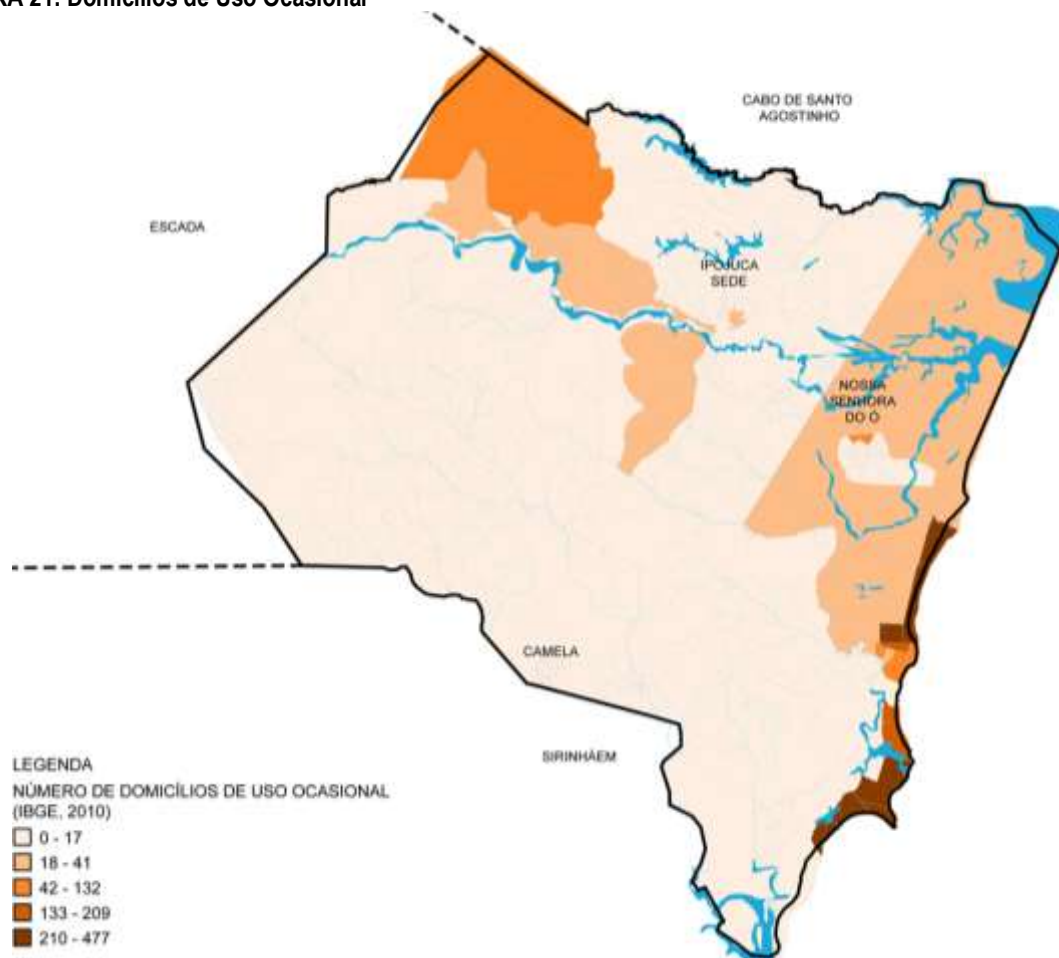 RA 21: Domicílios de Uso Ocasional
CABO DE SANTO
AGOSTINHO
ESCADA
IPOJUCA
SEDE
NOSSA
SENHORA
DO Ó
CAMELA
SIRINHÁEM
LEGENDA
NÚMERO DE DOMICÍLIOS DE USO OCASIONAL
(IBGE, 2010)
0 - 17
18 - 41
42 - 132
133 - 209
210 - 477